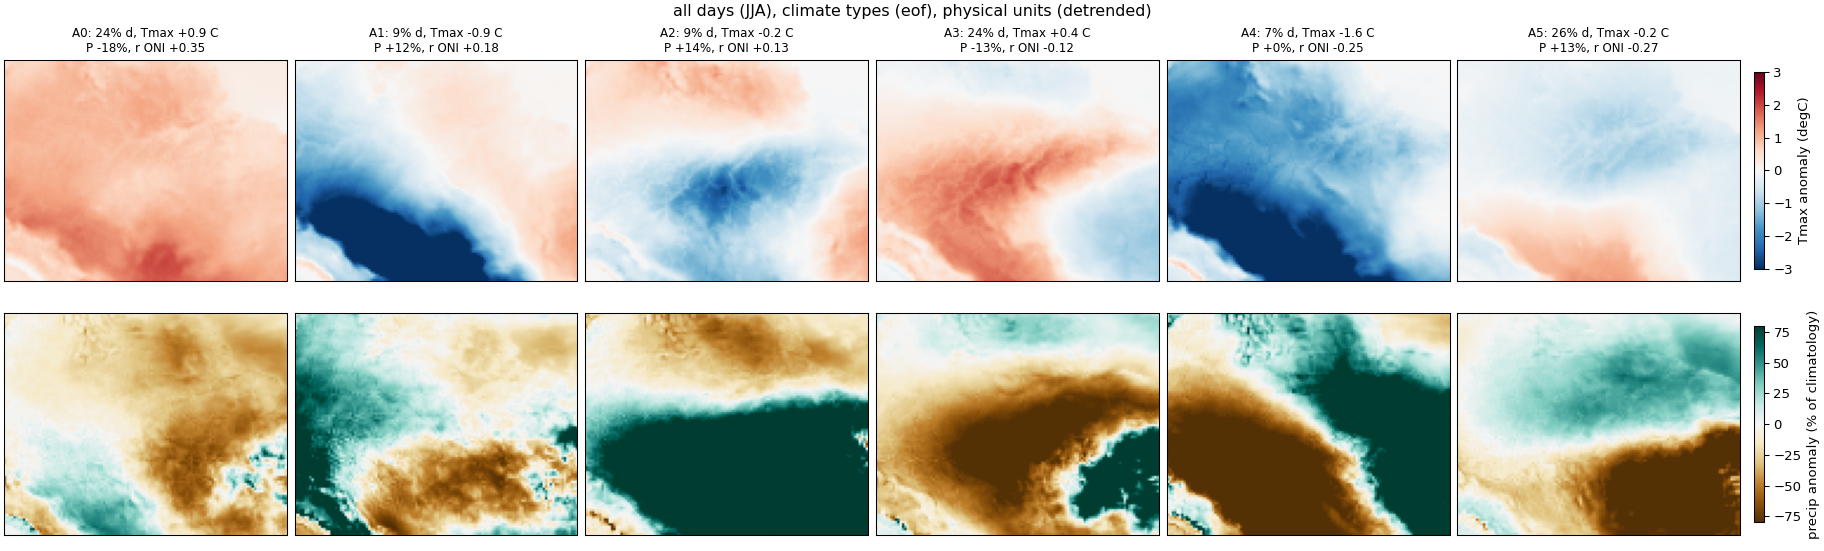 all days (JJA), climate types (eof), physical units (detrended)
A0: 24% d, Tmax +0.9 C
P -18%, r ONI +0.35
A1: 9% d, Tmax -0.9 C
P +12%, r ONI +0.18
A2: 9% d, Tmax -0.2 C
P +14%, r ONI +0.13
A3: 24% d, Tmax +0.4 C
P -13%, r ONI -0.12
A4: 7% d, Tmax -1.6 C
P +0%, r ONI -0.25
A5: 26% d, Tmax -0.2 C
P +13%, r ONI -0.27
3
2
1
0
−1
−2
−3
Tmax anomaly (degC)
75
50
25
0
−25
−50
−75
precip anomaly (% of climatology)